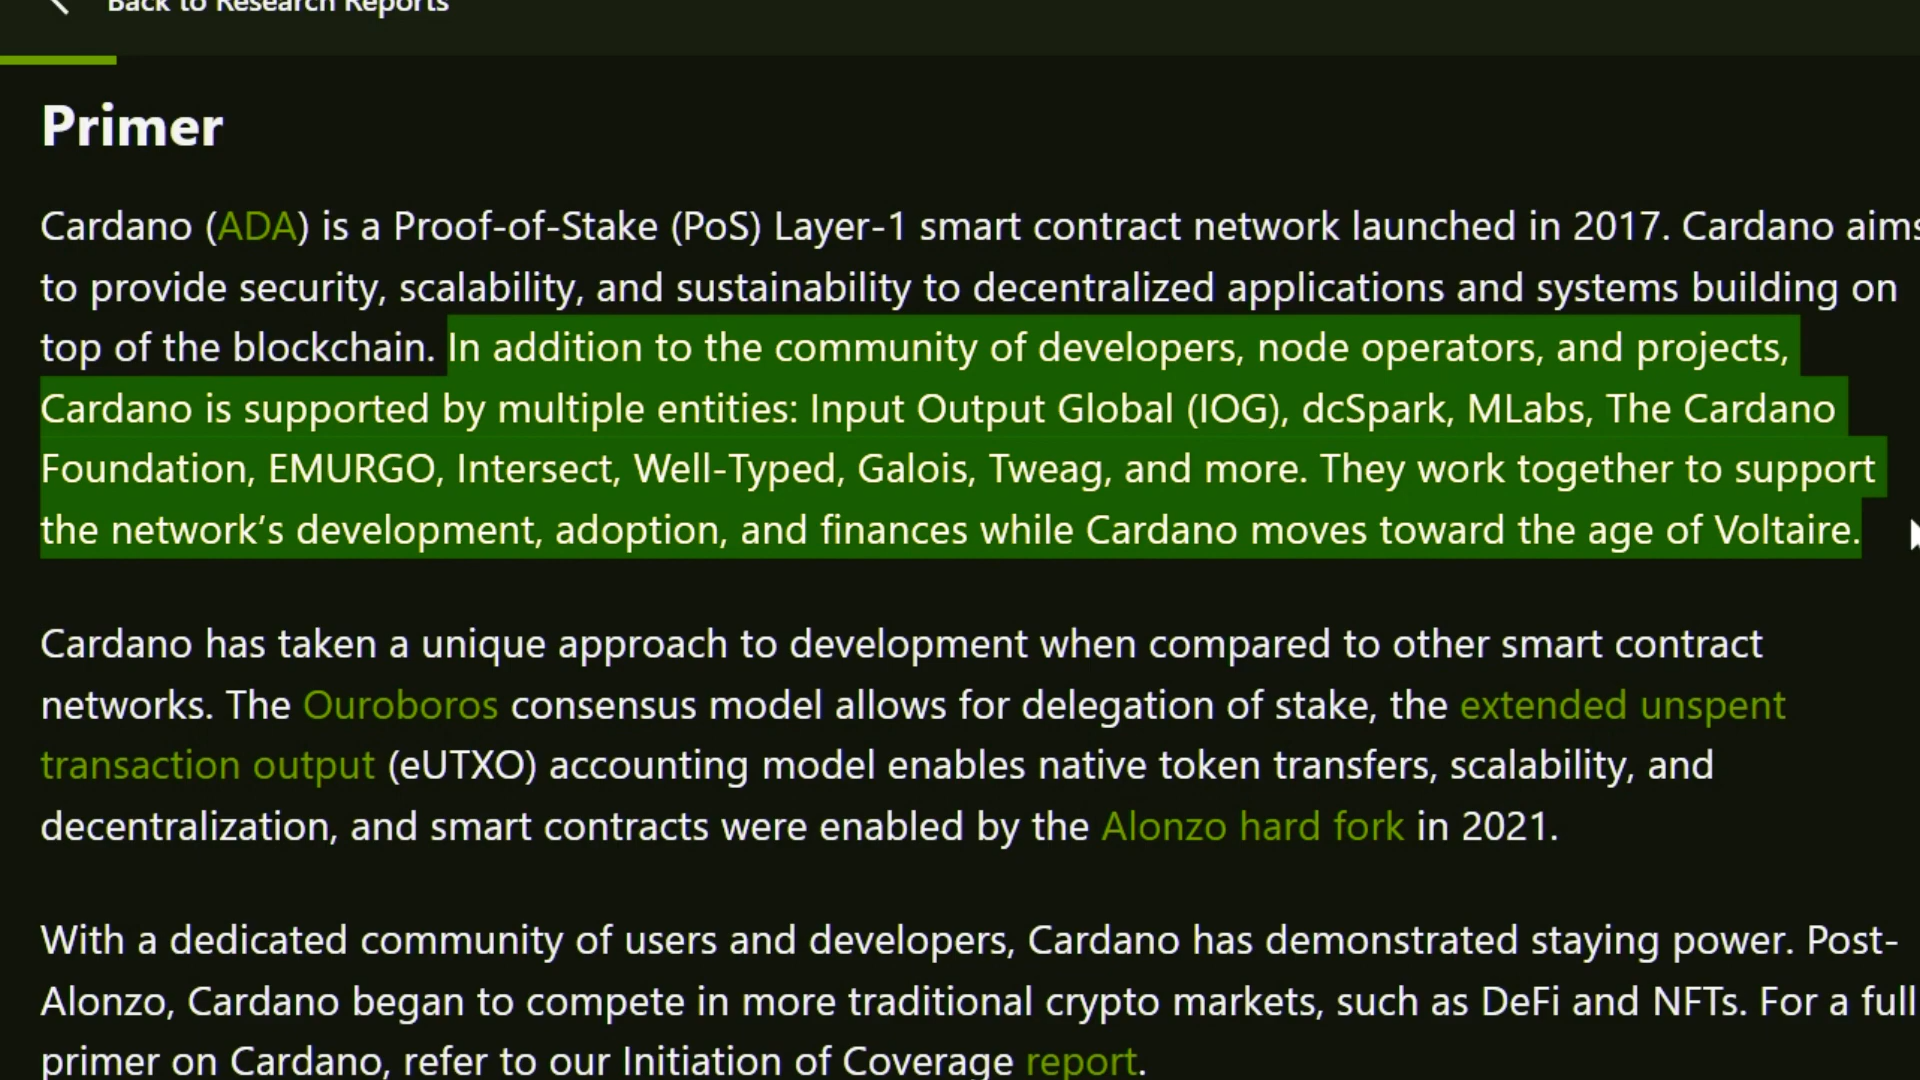 Back to Research Reports
Primer
Cardano (ADA) is a Proof-of-Stake (PoS) Layer-1 smart contract network launched in 2017. Cardano aims
to provide security, scalability, and sustainability to decentralized applications and systems building on
top of the blockchain. In addition to the community of developers, node operators, and projects,
Cardano is supported by multiple entities: Input Output Global (IOG), dcSpark, MLabs, The Cardano
Foundation, EMURGO, Intersect, Well-Typed, Galois, Tweag, and more. They work together to support
the network’s development, adoption, and finances while Cardano moves toward the age of Voltaire.
Cardano has taken a unique approach to development when compared to other smart contract
networks. The Ouroboros consensus model allows for delegation of stake, the extended unspent
transaction output (eUTXO) accounting model enables native token transfers, scalability, and
decentralization, and smart contracts were enabled by the Alonzo hard fork in 2021.
With a dedicated community of users and developers, Cardano has demonstrated staying power. Post-
Alonzo, Cardano began to compete in more traditional crypto markets, such as DeFi and NFTs. For a full
primer on Cardano, refer to our Initiation of Coverage report.